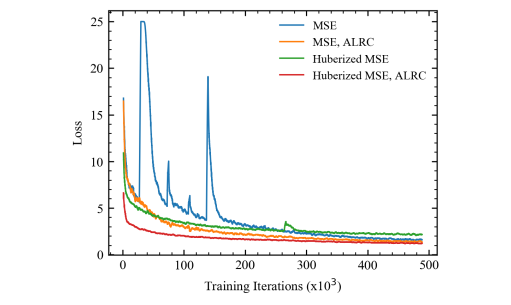 25
20
15
10
5
0
Loss
MSE
MSE, ALRC
Huberized MSE
Huberized MSE, ALRC
0 100 200 300 400 500
Training Iterations (x10³)